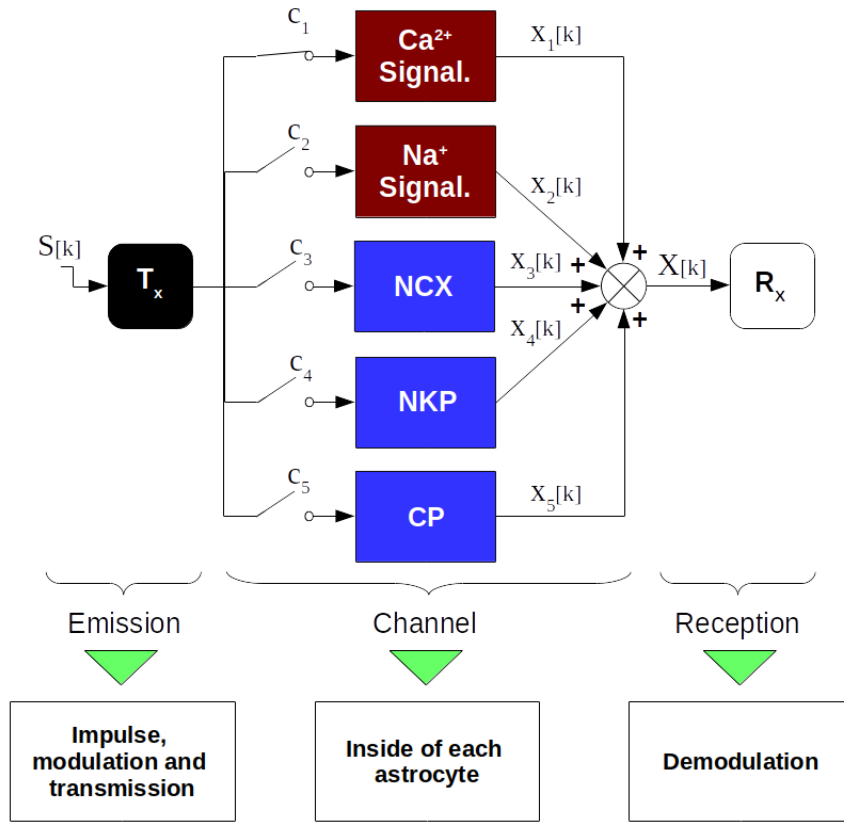 c₁
Ca²⁺
Signal.
X₁[k]
c₂
Na⁺
Signal.
X₂[k]
S[k]
Tₓ
c₃
NCX
X₃[k]
+
+
X[k]
Rₓ
c₄
NKP
X₄[k]
+
+
c₅
CP
X₅[k]
+
Emission
Channel
Reception
Impulse,
modulation and
transmission
Inside of each
astrocyte
Demodulation